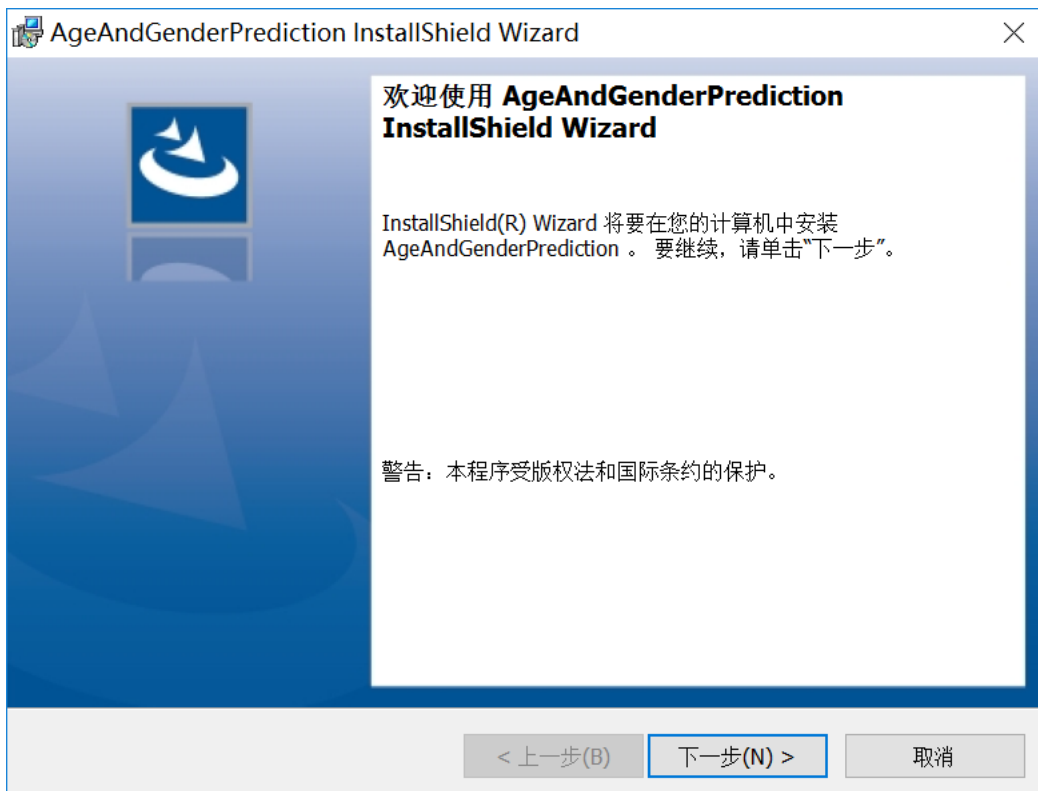 AgeAndGenderPrediction InstallShield Wizard
欢迎使用 AgeAndGenderPrediction
InstallShield Wizard
InstallShield(R) Wizard 将要在您的计算机中安装
AgeAndGenderPrediction 。 要继续，请单击“下一步”。
警告：本程序受版权法和国际条约的保护。
< 上一步(B)
下一步(N) >
取消